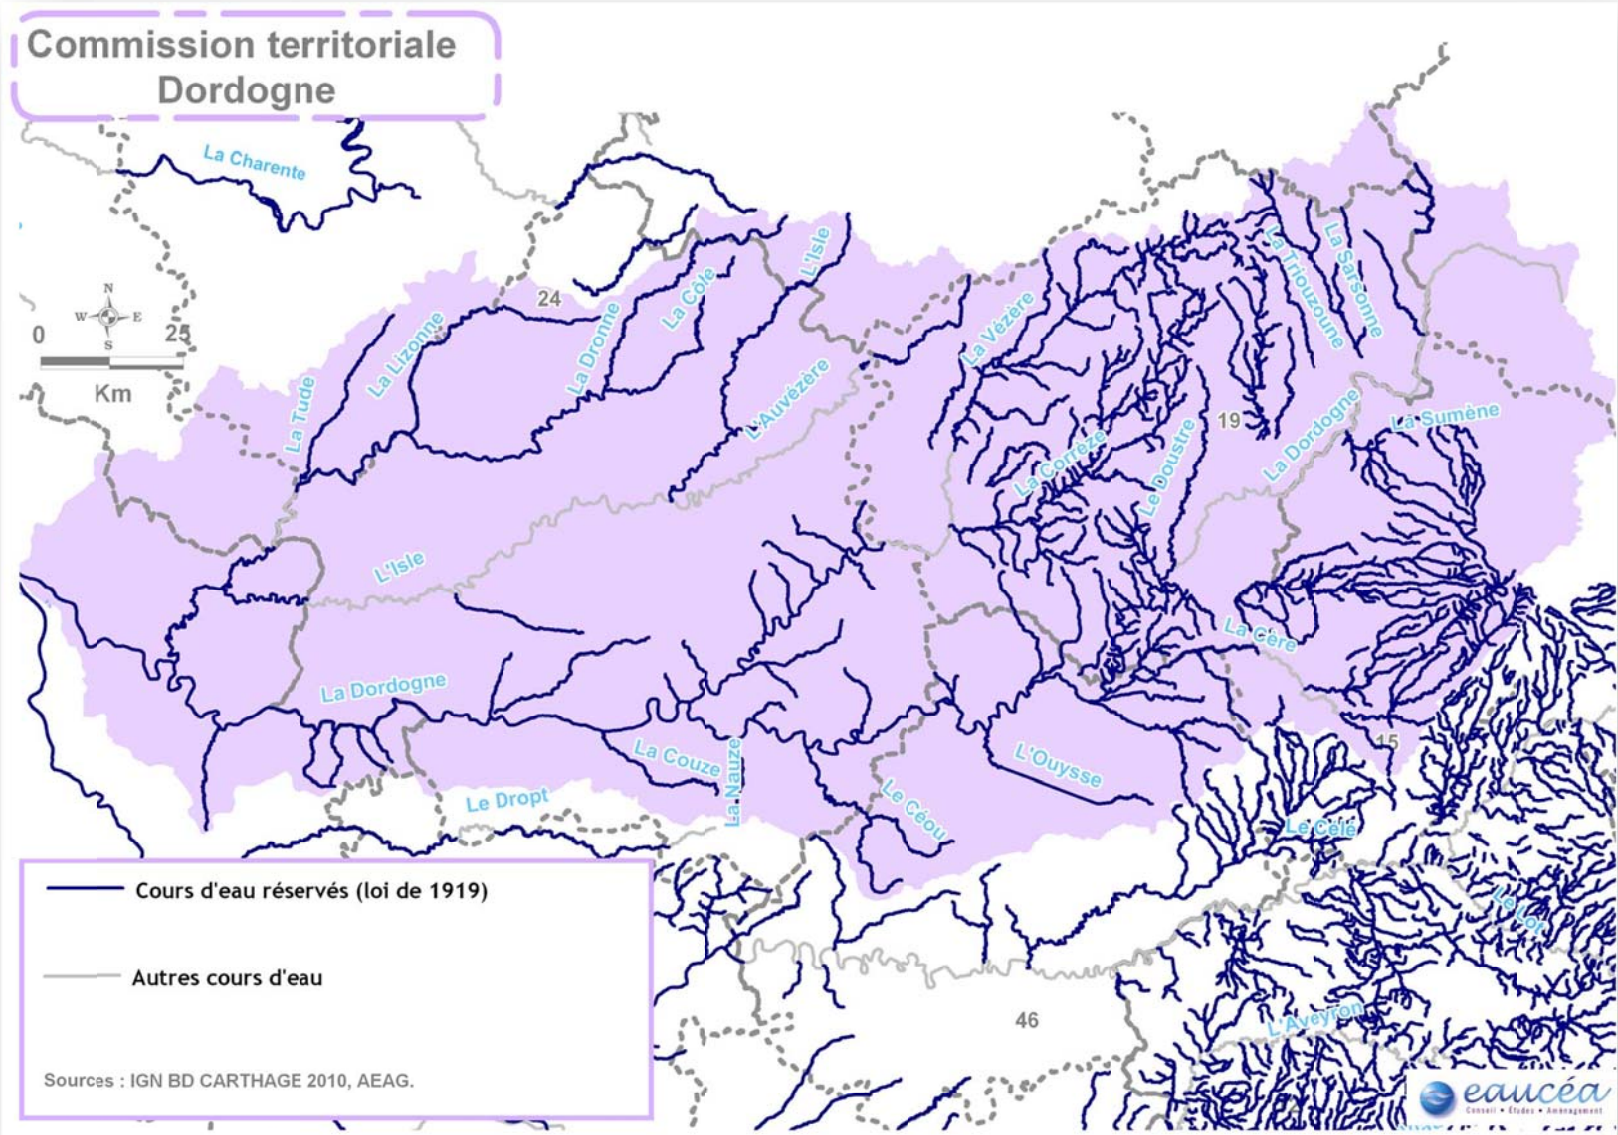 Commission territoriale
Dordogne
La Charente
24
N
W
E
S
0
25
Km
La Tude
La Lizonne
La Dronne
La Côle
L'Isle
L'Auvézère
La Vézère
La Triouzoune
La Sarsonne
La Corrèze
Le Doustre
19
La Dordogne
La Sumène
L'Isle
La Dordogne
La Cère
15
La Couze
La Nauze
L'Ouysse
Le Céou
Le Dropt
Le Célé
Le Lot
46
L'Aveyron
Cours d'eau réservés (loi de 1919)
Autres cours d'eau
Sources : IGN BD CARTHAGE 2010, AEAG.
eaucéa
Conseil • Études • Aménagement